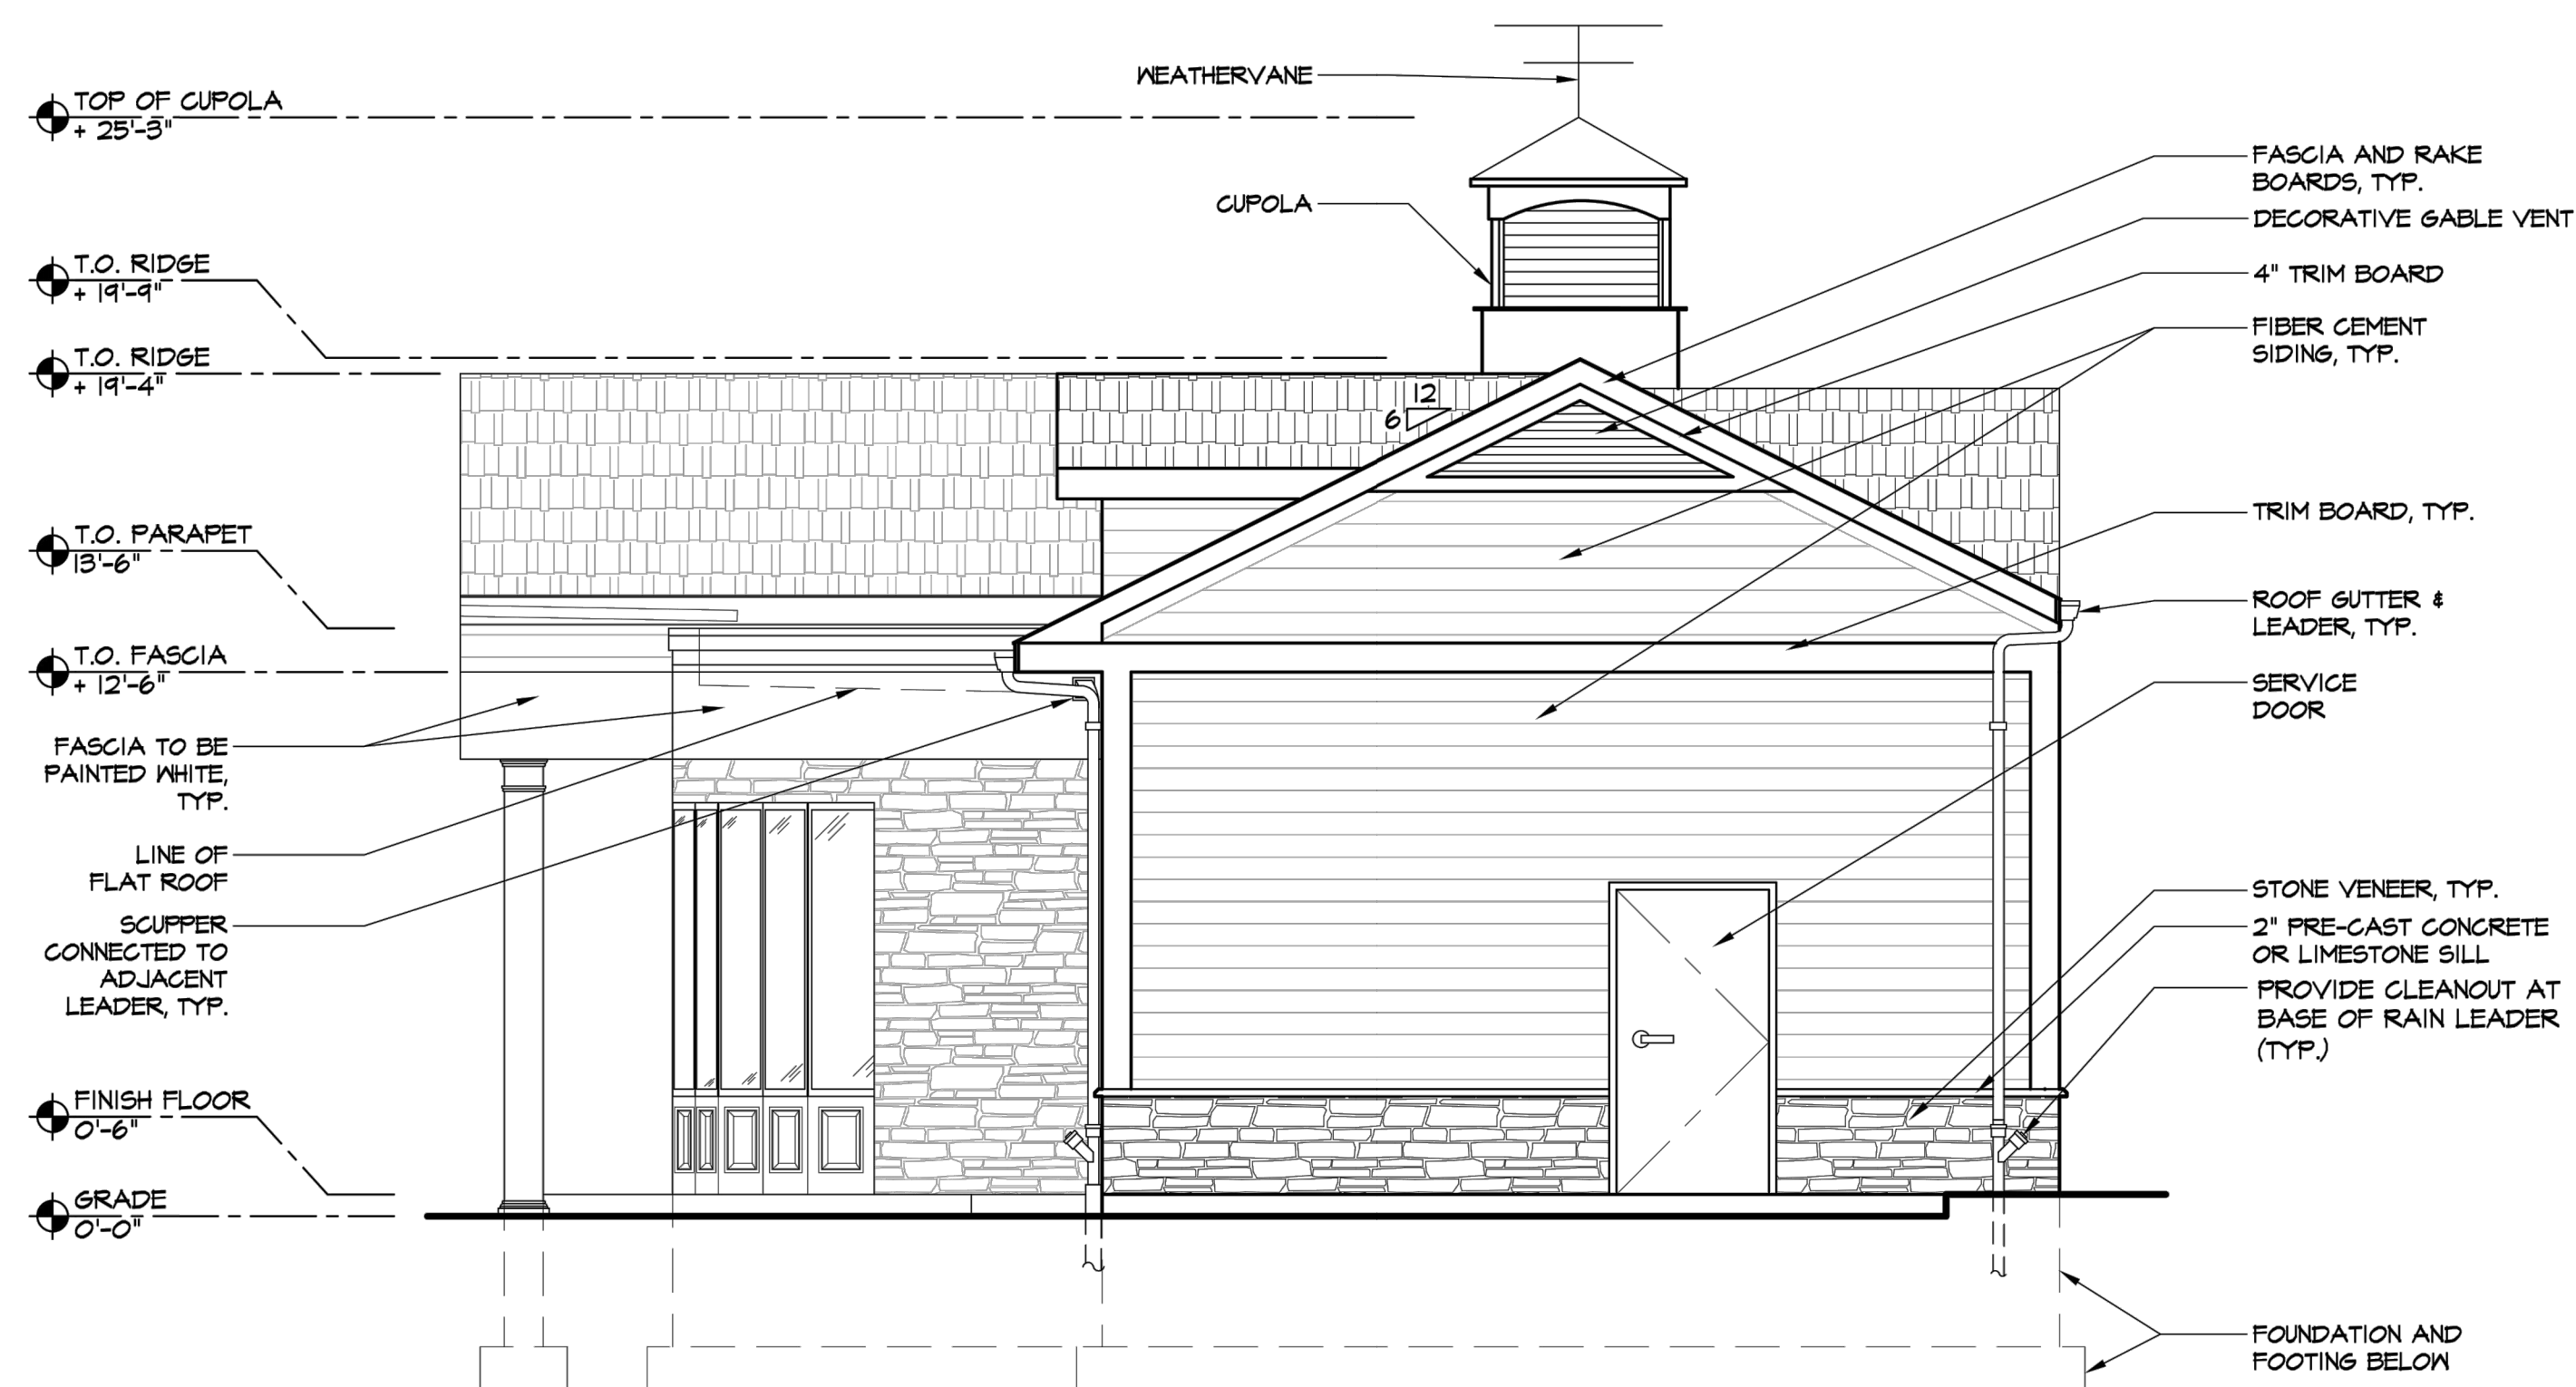 WEATHERVANE
CUPOLA
TOP OF CUPOLA
+ 25'-3"
T.O. RIDGE
+ 19'-9"
T.O. RIDGE
+ 19'-4"
T.O. PARAPET
13'-6"
T.O. FASCIA
+ 12'-6"
FASCIA TO BE
PAINTED WHITE,
TYP.
LINE OF
FLAT ROOF
SCUPPER
CONNECTED TO
ADJACENT
LEADER, TYP.
FINISH FLOOR
0'-6"
GRADE
0'-0"
12
6
FASCIA AND RAKE
BOARDS, TYP.
DECORATIVE GABLE VENT
4" TRIM BOARD
FIBER CEMENT
SIDING, TYP.
TRIM BOARD, TYP.
ROOF GUTTER &
LEADER, TYP.
SERVICE
DOOR
STONE VENEER, TYP.
2" PRE-CAST CONCRETE
OR LIMESTONE SILL
PROVIDE CLEANOUT AT
BASE OF RAIN LEADER
(TYP.)
FOUNDATION AND
FOOTING BELOW